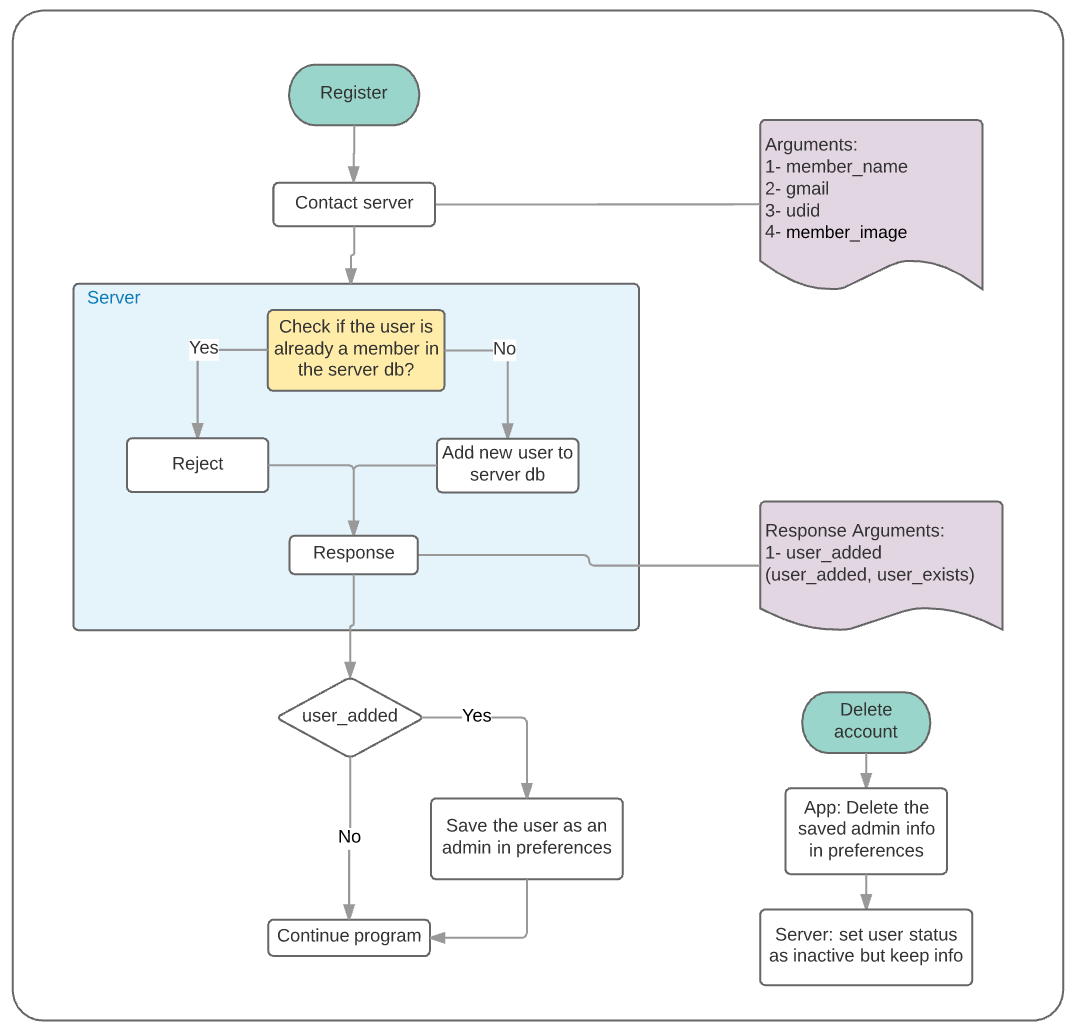 Register
Contact server
Arguments:
1- member_name
2- gmail
3- udid
4- member_image
Server
Check if the user is
already a member in
the server db?
Yes
No
Reject
Add new user to
server db
Response
Response Arguments:
1- user_added
(user_added, user_exists)
user_added
Yes
No
Save the user as an
admin in preferences
Continue program
Delete
account
App: Delete the
saved admin info
in preferences
Server: set user status
as inactive but keep info